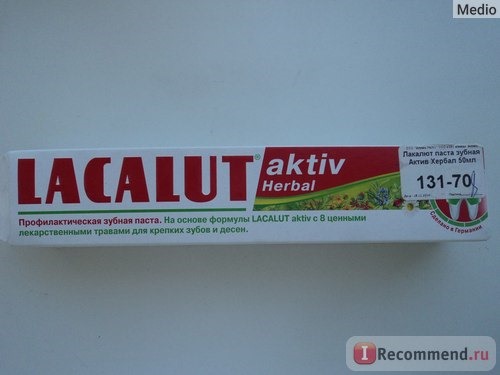 Medio
LACALUT® aktiv
Herbal
Профилактическая зубная паста. На основе формулы LACALUT aktiv с 8 ценными
лекарственными травами для крепких зубов и десен.
Лакалют паста зубная
Актив Хербал 50мл
131-70
Сделано в Германии
IRecommend.ru